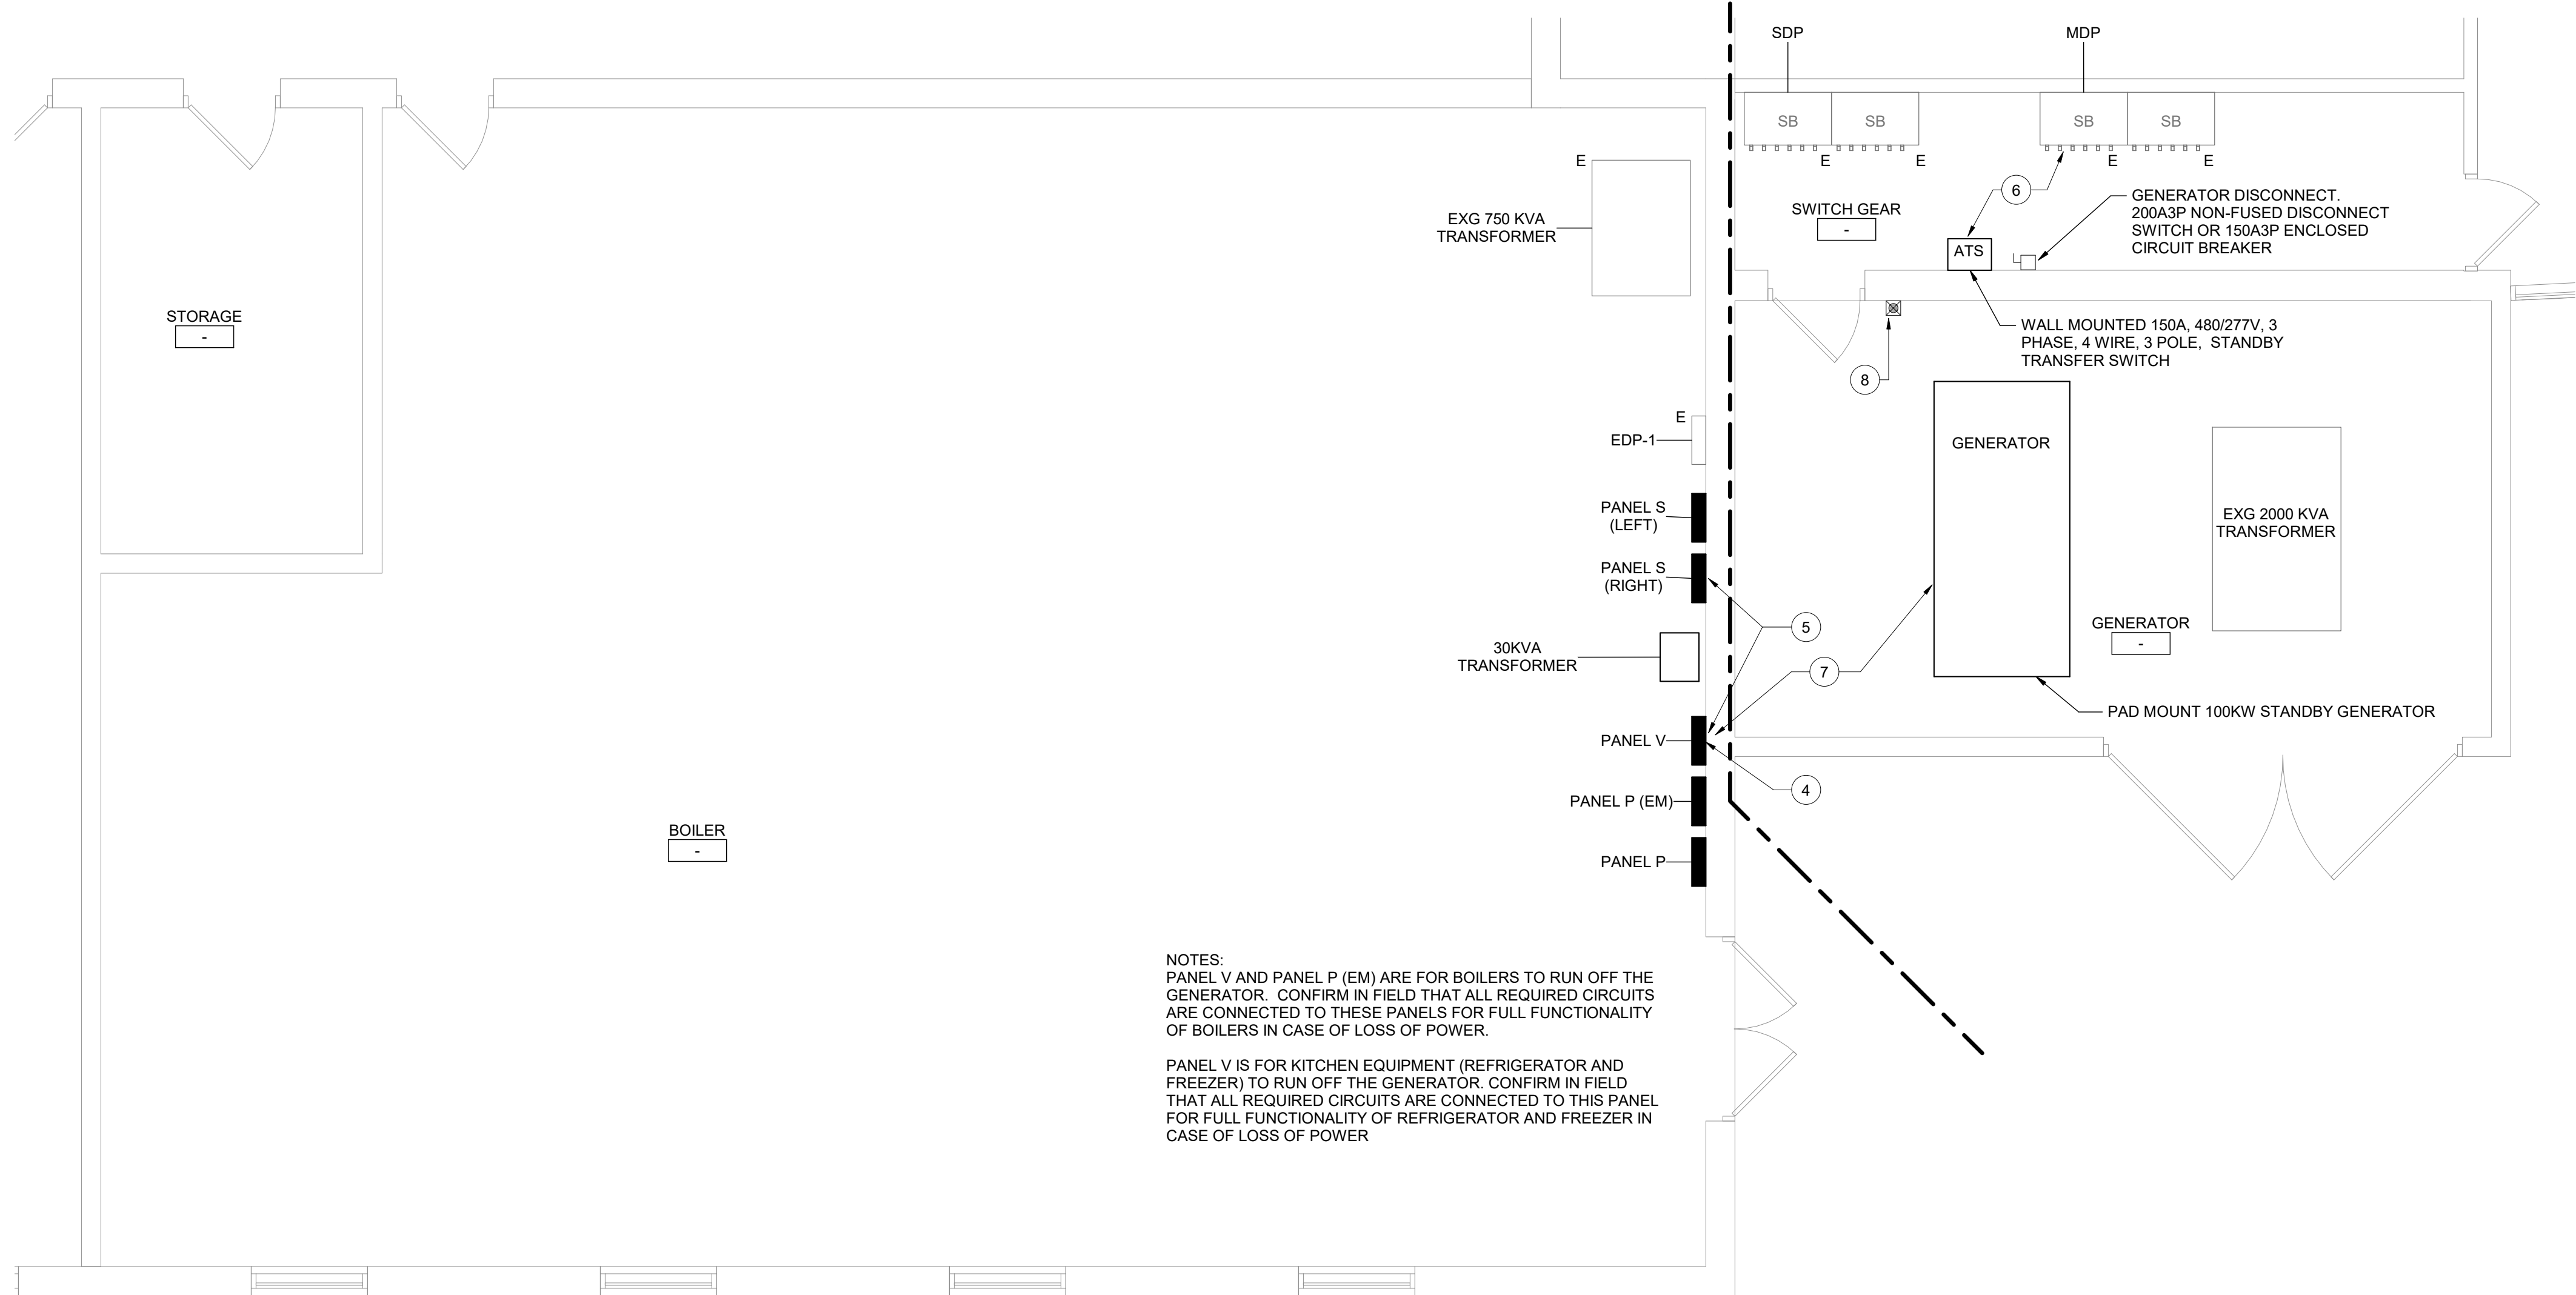 SDP
MDP
SB
SB
SB
SB
E
E
E
E
E
6
GENERATOR DISCONNECT.
200A3P NON-FUSED DISCONNECT
SWITCH OR 150A3P ENCLOSED
CIRCUIT BREAKER
SWITCH GEAR
-
EXG 750 KVA
TRANSFORMER
ATS
STORAGE
-
WALL MOUNTED 150A, 480/277V, 3
PHASE, 4 WIRE, 3 POLE, STANDBY
TRANSFER SWITCH
8
E
EDP-1
GENERATOR
PANEL S
(LEFT)
EXG 2000 KVA
TRANSFORMER
PANEL S
(RIGHT)
5
GENERATOR
-
30KVA
TRANSFORMER
7
PAD MOUNT 100KW STANDBY GENERATOR
PANEL V
4
PANEL P (EM)
BOILER
-
PANEL P
NOTES:
PANEL V AND PANEL P (EM) ARE FOR BOILERS TO RUN OFF THE
GENERATOR. CONFIRM IN FIELD THAT ALL REQUIRED CIRCUITS
ARE CONNECTED TO THESE PANELS FOR FULL FUNCTIONALITY
OF BOILERS IN CASE OF LOSS OF POWER.
PANEL V IS FOR KITCHEN EQUIPMENT (REFRIGERATOR AND
FREEZER) TO RUN OFF THE GENERATOR. CONFIRM IN FIELD
THAT ALL REQUIRED CIRCUITS ARE CONNECTED TO THIS PANEL
FOR FULL FUNCTIONALITY OF REFRIGERATOR AND FREEZER IN
CASE OF LOSS OF POWER